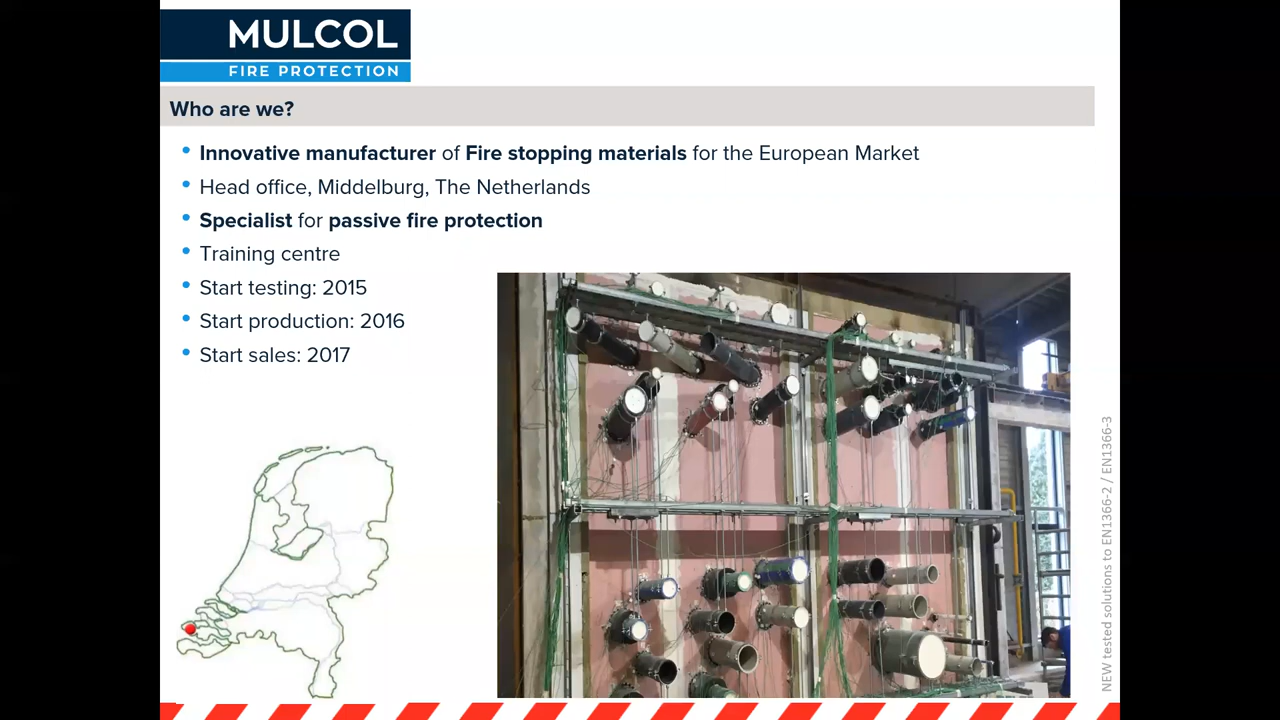 MULCOL
FIRE PROTECTION
Who are we?
• Innovative manufacturer of Fire stopping materials for the European Market
• Head office, Middelburg, The Netherlands
• Specialist for passive fire protection
• Training centre
• Start testing: 2015
• Start production: 2016
• Start sales: 2017
NEW tested solutions to EN1366-2 / EN1366-3